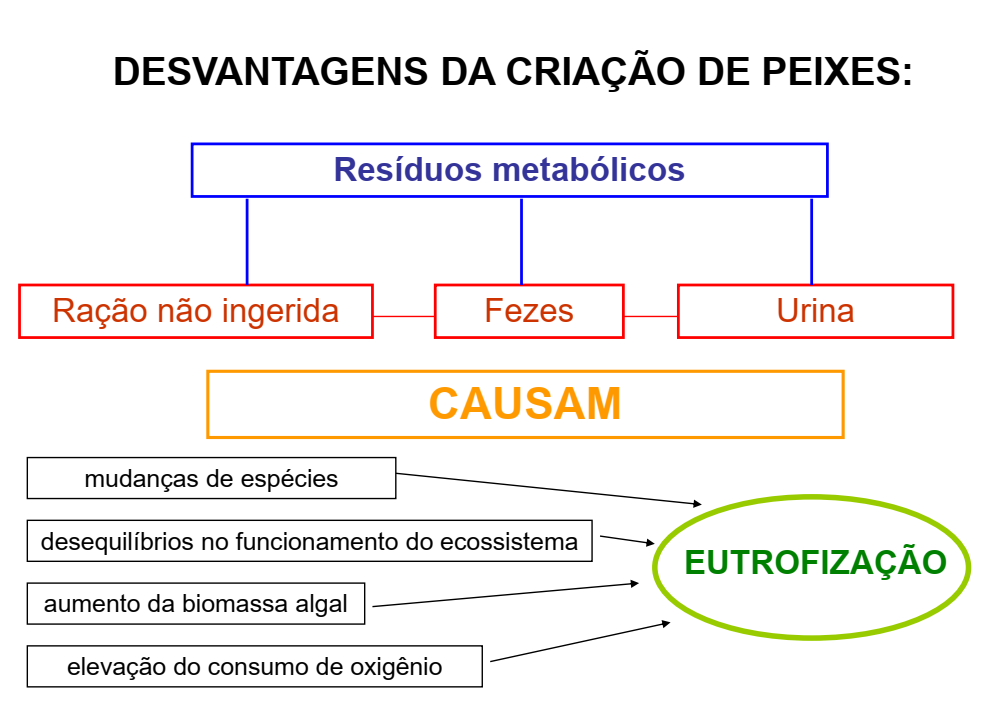 DESVANTAGENS DA CRIAÇÃO DE PEIXES:
Resíduos metabólicos
Ração não ingerida
Fezes
Urina
CAUSAM
mudanças de espécies
desequilíbrios no funcionamento do ecossistema
aumento da biomassa algal
elevação do consumo de oxigênio
EUTROFIZAÇÃO